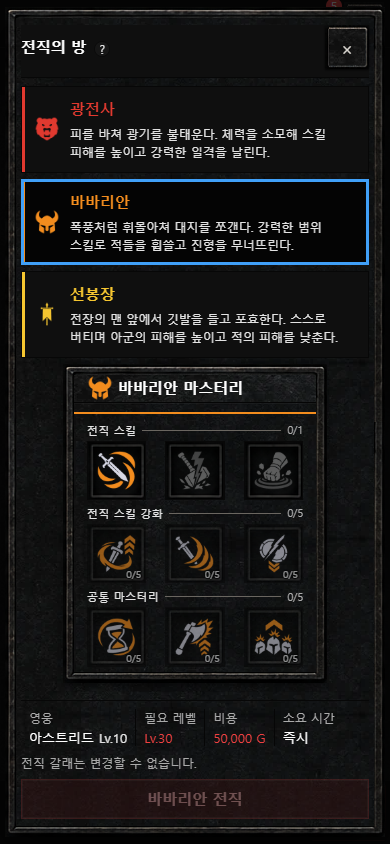 전직의 방 ?
×
광전사
피를 바쳐 광기를 불태운다. 체력을 소모해 스킬
피해를 높이고 강력한 일격을 날린다.
바바리안
폭풍처럼 휘몰아쳐 대지를 쪼갠다. 강력한 범위
스킬로 적들을 휩쓸고 진형을 무너뜨린다.
선봉장
전장의 맨 앞에서 깃발을 들고 포효한다. 스스로
버티며 아군의 피해를 높이고 적의 피해를 낮춘다.
바바리안 마스터리
전직 스킬 0/1
전직 스킬 강화 0/5
0/5 0/5 0/5
공통 마스터리 0/5
0/5 0/5 0/5
영웅 필요 레벨 비용 소요 시간
아스트리드 Lv.10 Lv.30 50,000 G 즉시
전직 갈래는 변경할 수 없습니다.
바바리안 전직